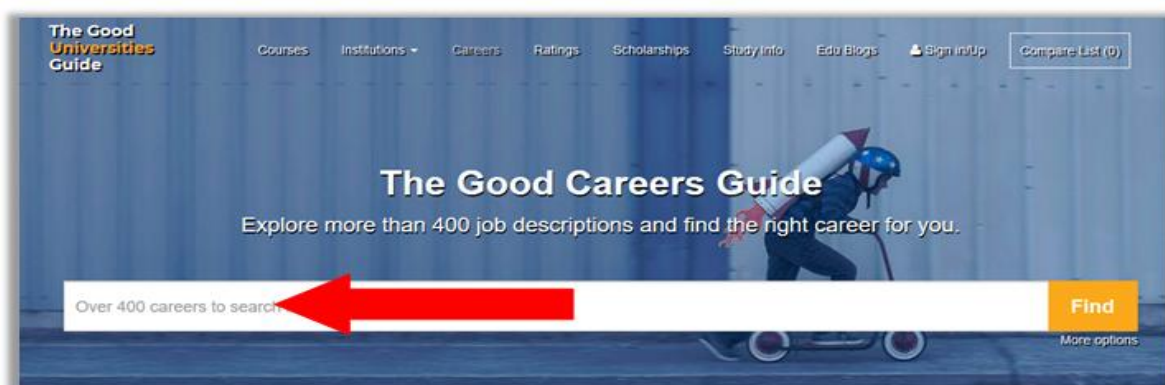 The Good
Universities
Guide
Courses Institutions Careers Ratings Scholarships Study Info Edu Blogs Sign in/Up Compare List (0)
The Good Careers Guide
Explore more than 400 job descriptions and find the right career for you.
Over 400 careers to search
Find
More options